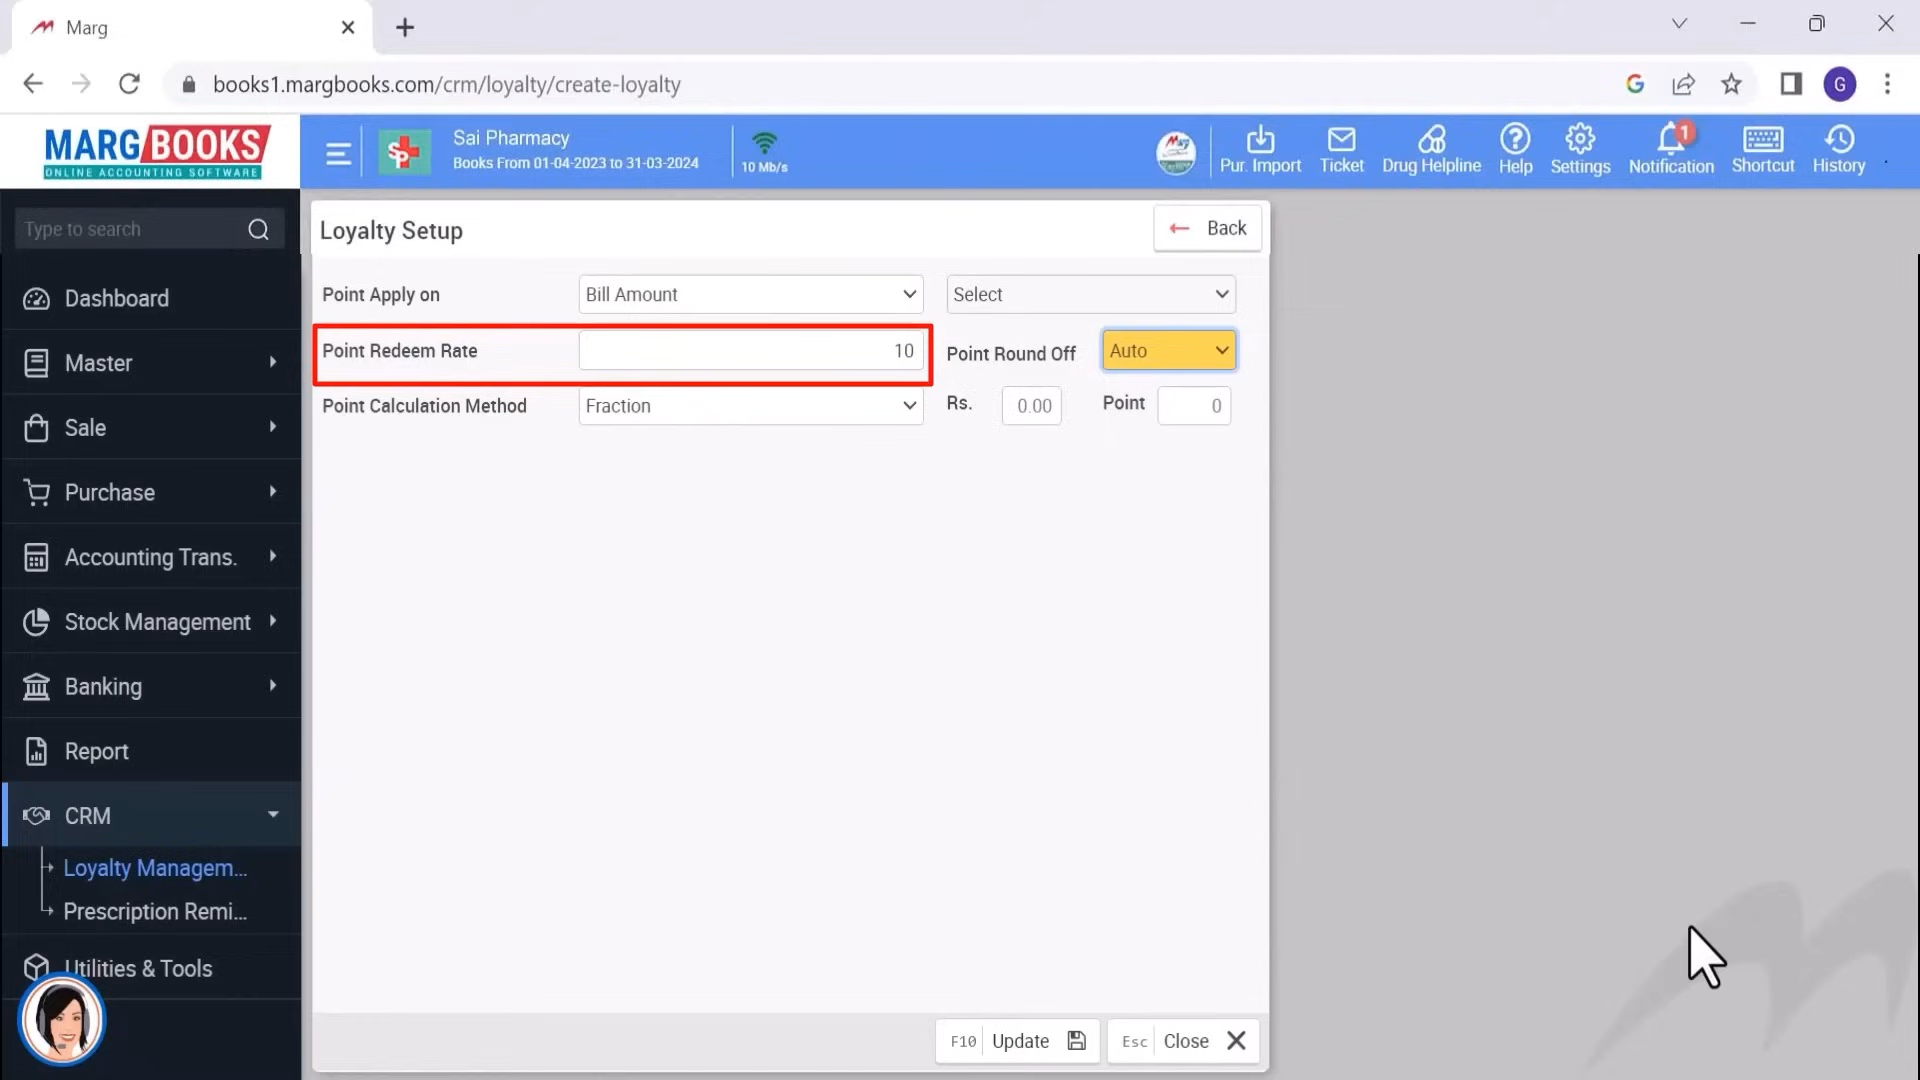 Marg
books1.margbooks.com/crm/loyalty/create-loyalty
G
MARG BOOKS
ONLINE ACCOUNTING SOFTWARE
SP
Sai Pharmacy
Books From 01-04-2023 to 31-03-2024
10 Mb/s
Marg
Pur. Import
Ticket
Drug Helpline
Help
Settings
1
Notification
Shortcut
History
Type to search
Dashboard
Master
Sale
Purchase
Accounting Trans.
Stock Management
Banking
Report
CRM
Loyalty Managem...
Prescription Remi...
Utilities & Tools
Loyalty Setup
Back
Point Apply on Bill Amount Select
Point Redeem Rate 10 Point Round Off Auto
Point Calculation Method Fraction Rs. 0.00 Point 0
F10 Update Esc Close